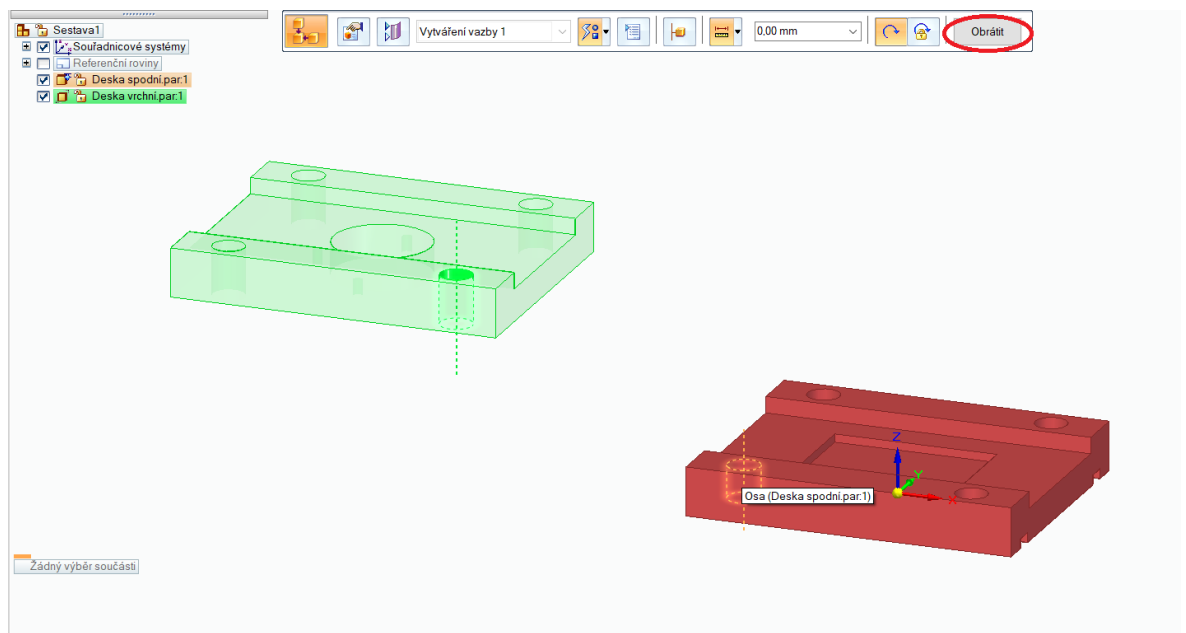 Sestava1
Souřadnicové systémy
Referenční roviny
Deska spodní.par:1
Deska vrchní.par:1
Vytváření vazby 1
0,00 mm
Obrátit
Z
Y
X
Osa (Deska spodní.par:1)
Žádný výběr součásti